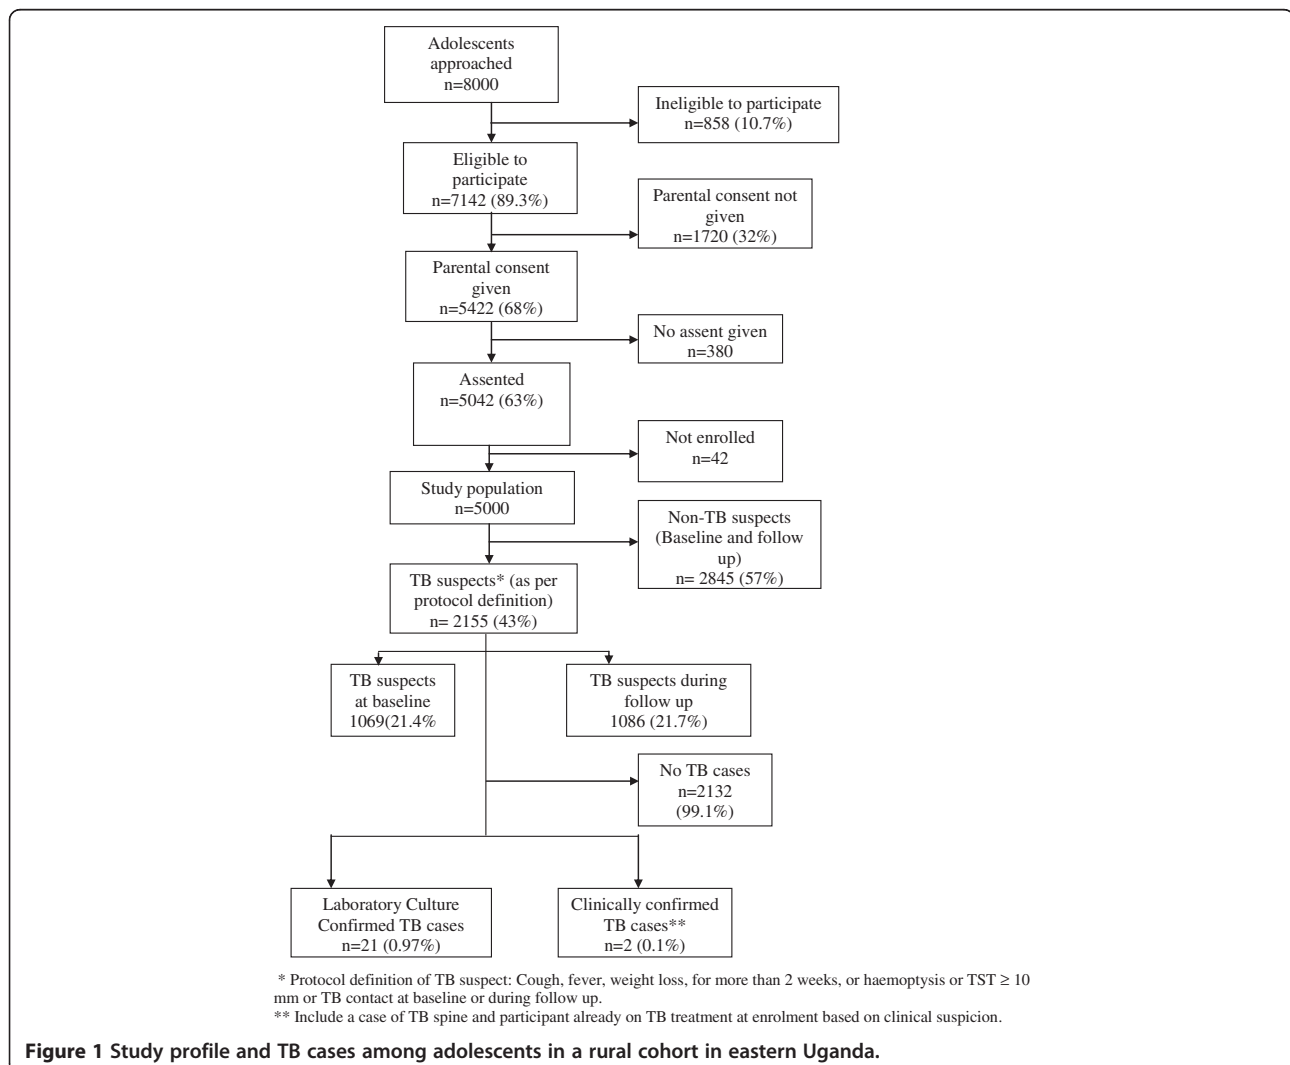 Adolescents
approached
n=8000
Ineligible to participate
n=858 (10.7%)
Eligible to
participate
n=7142 (89.3%)
Parental consent not
given
n=1720 (32%)
Parental consent
given
n=5422 (68%)
No assent given
n=380
Assented
n=5042 (63%)
Not enrolled
n=42
Study population
n=5000
Non-TB suspects
(Baseline and follow
up)
n= 2845 (57%)
TB suspects* (as per
protocol definition)
n= 2155 (43%)
TB suspects
at baseline
1069(21.4%
TB suspects during
follow up
1086 (21.7%)
No TB cases
n=2132
(99.1%)
Laboratory Culture
Confirmed TB cases
n=21 (0.97%)
Clinically confirmed
TB cases**
n=2 (0.1%)
* Protocol definition of TB suspect: Cough, fever, weight loss, for more than 2 weeks, or haemoptysis or TST ≥ 10
mm or TB contact at baseline or during follow up.
** Include a case of TB spine and participant already on TB treatment at enrolment based on clinical suspicion.
Figure 1 Study profile and TB cases among adolescents in a rural cohort in eastern Uganda.